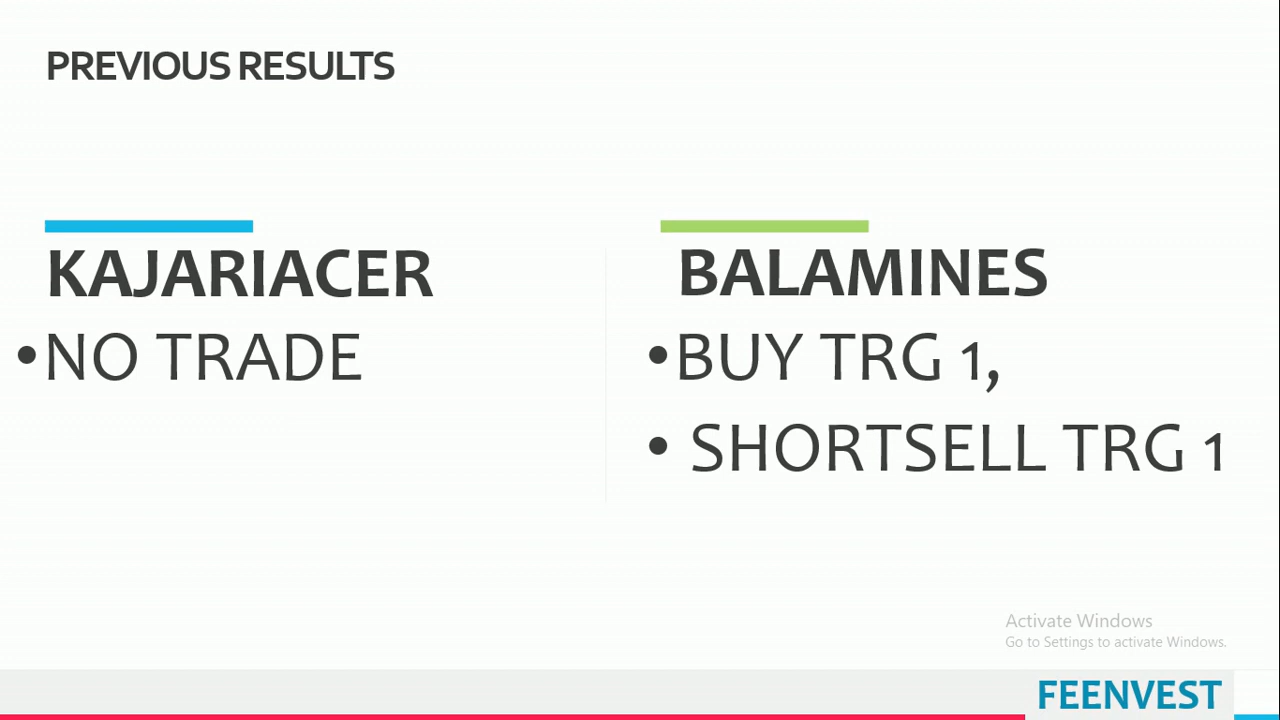 PREVIOUS RESULTS
KAJARIACER
•NO TRADE
BALAMINES
•BUY TRG 1,
• SHORTSELL TRG 1
Activate Windows
Go to Settings to activate Windows.
FEENVEST